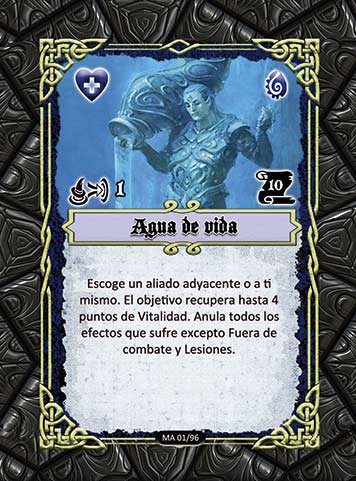 1
10
Agua de vida
Escoge un aliado adyacente o a ti
mismo. El objetivo recupera hasta 4
puntos de Vitalidad. Anula todos los
efectos que sufre excepto Fuera de
combate y Lesiones.
MA 01/96